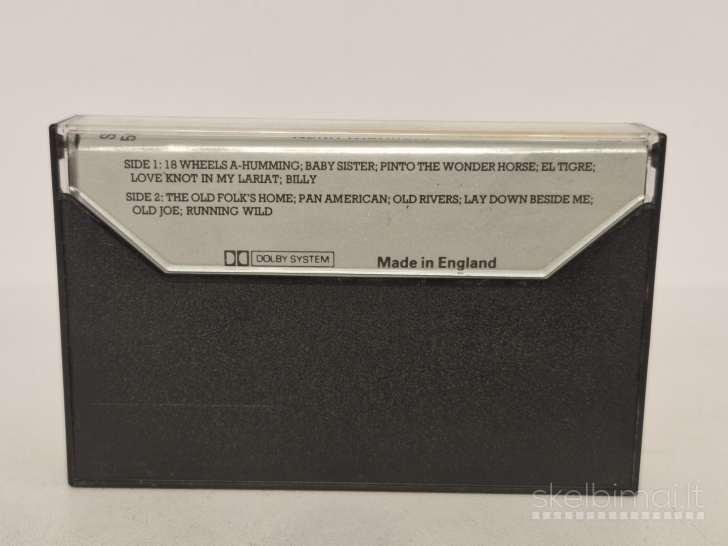 SIDE 1: 18 WHEELS A-HUMMING; BABY SISTER; PINTO THE WONDER HORSE; EL TIGRE;
LOVE KNOT IN MY LARIAT; BILLY
SIDE 2: THE OLD FOLK'S HOME; PAN AMERICAN; OLD RIVERS; LAY DOWN BESIDE ME;
OLD JOE; RUNNING WILD
DOLBY SYSTEM Made in England
skelbimai.lt